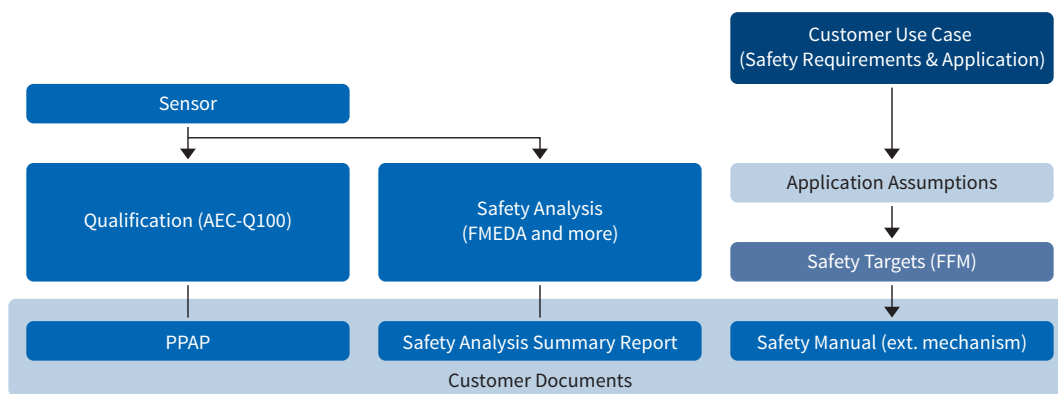 Customer Use Case
(Safety Requirements & Application)
Sensor
Qualification (AEC-Q100)
Safety Analysis
(FMEDA and more)
Application Assumptions
Safety Targets (FFM)
PPAP
Safety Analysis Summary Report
Safety Manual (ext. mechanism)
Customer Documents